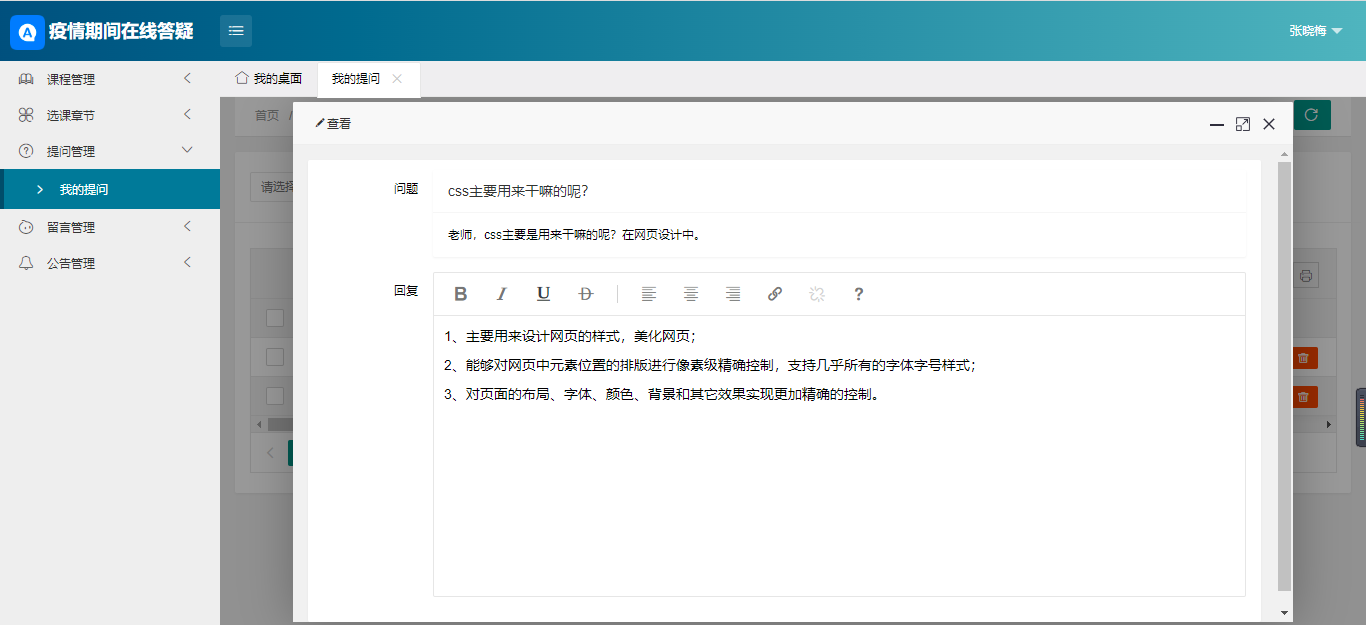 疫情期间在线答疑
张晓梅
课程管理
选课章节
提问管理
我的提问
留言管理
公告管理
我的桌面
我的提问
首页 /
查看
请选择
问题
css主要用来干嘛的呢？
老师，css主要是用来干嘛的呢？在网页设计中。
回复
B I U D ?
1、主要用来设计网页的样式，美化网页；
2、能够对网页中元素位置的排版进行像素级精确控制，支持几乎所有的字体字号样式；
3、对页面的布局、字体、颜色、背景和其它效果实现更加精确的控制。